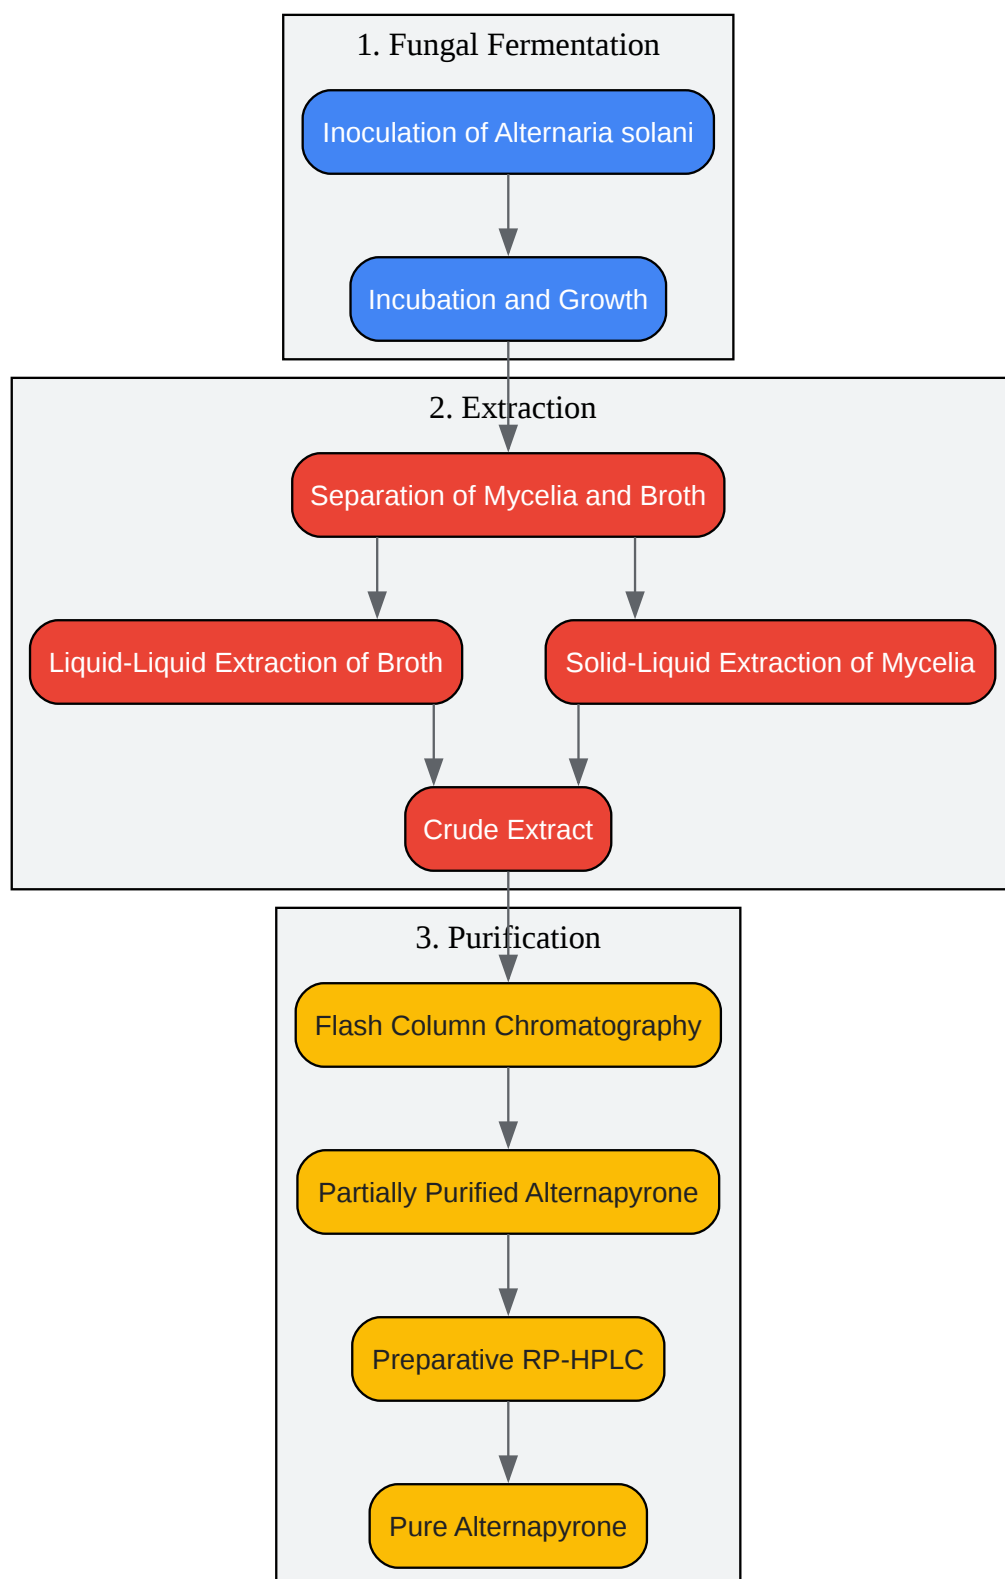 1. Fungal Fermentation
Inoculation of Alternaria solani
Incubation and Growth
2. Extraction
Separation of Mycelia and Broth
Liquid-Liquid Extraction of Broth
Solid-Liquid Extraction of Mycelia
Crude Extract
3. Purification
Flash Column Chromatography
Partially Purified Alternapyrone
Preparative RP-HPLC
Pure Alternapyrone